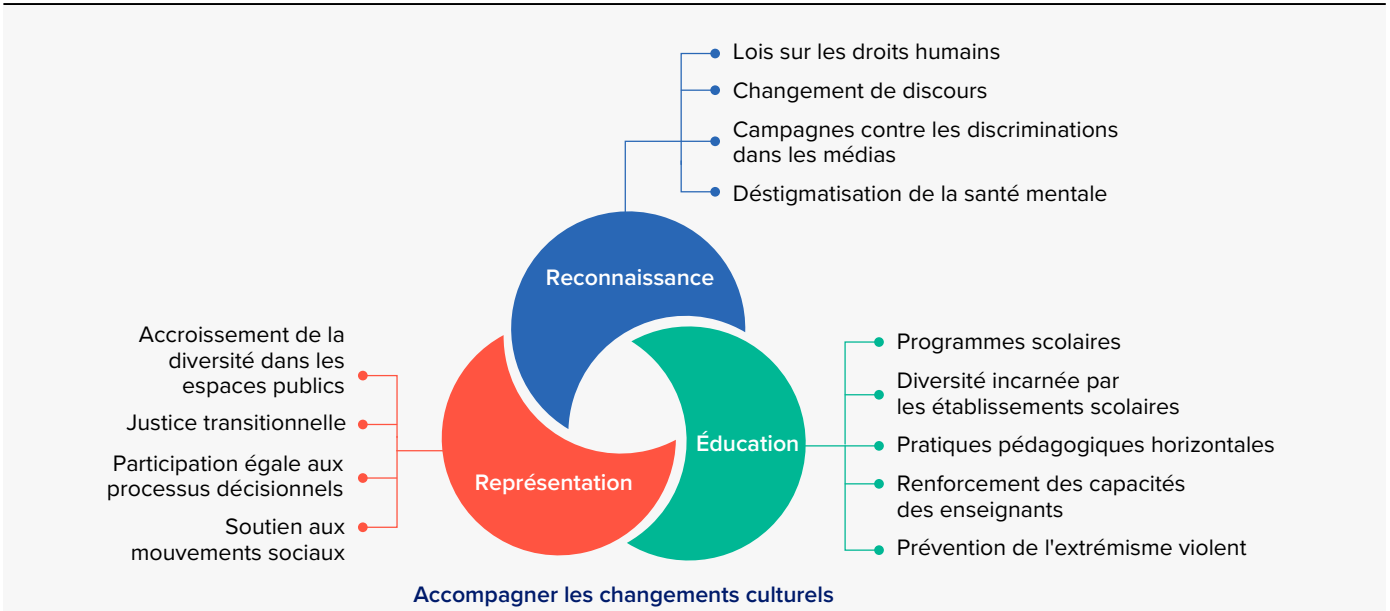 Lois sur les droits humains
Changement de discours
Campagnes contre les discriminations
dans les médias
Déstigmatisation de la santé mentale
Reconnaissance
Accroissement de la
diversité dans les
espaces publics
Justice transitionnelle
Participation égale aux
processus décisionnels
Soutien aux
mouvements sociaux
Représentation
Éducation
Programmes scolaires
Diversité incarnée par
les établissements scolaires
Pratiques pédagogiques horizontales
Renforcement des capacités
des enseignants
Prévention de l'extrémisme violent
Accompagner les changements culturels